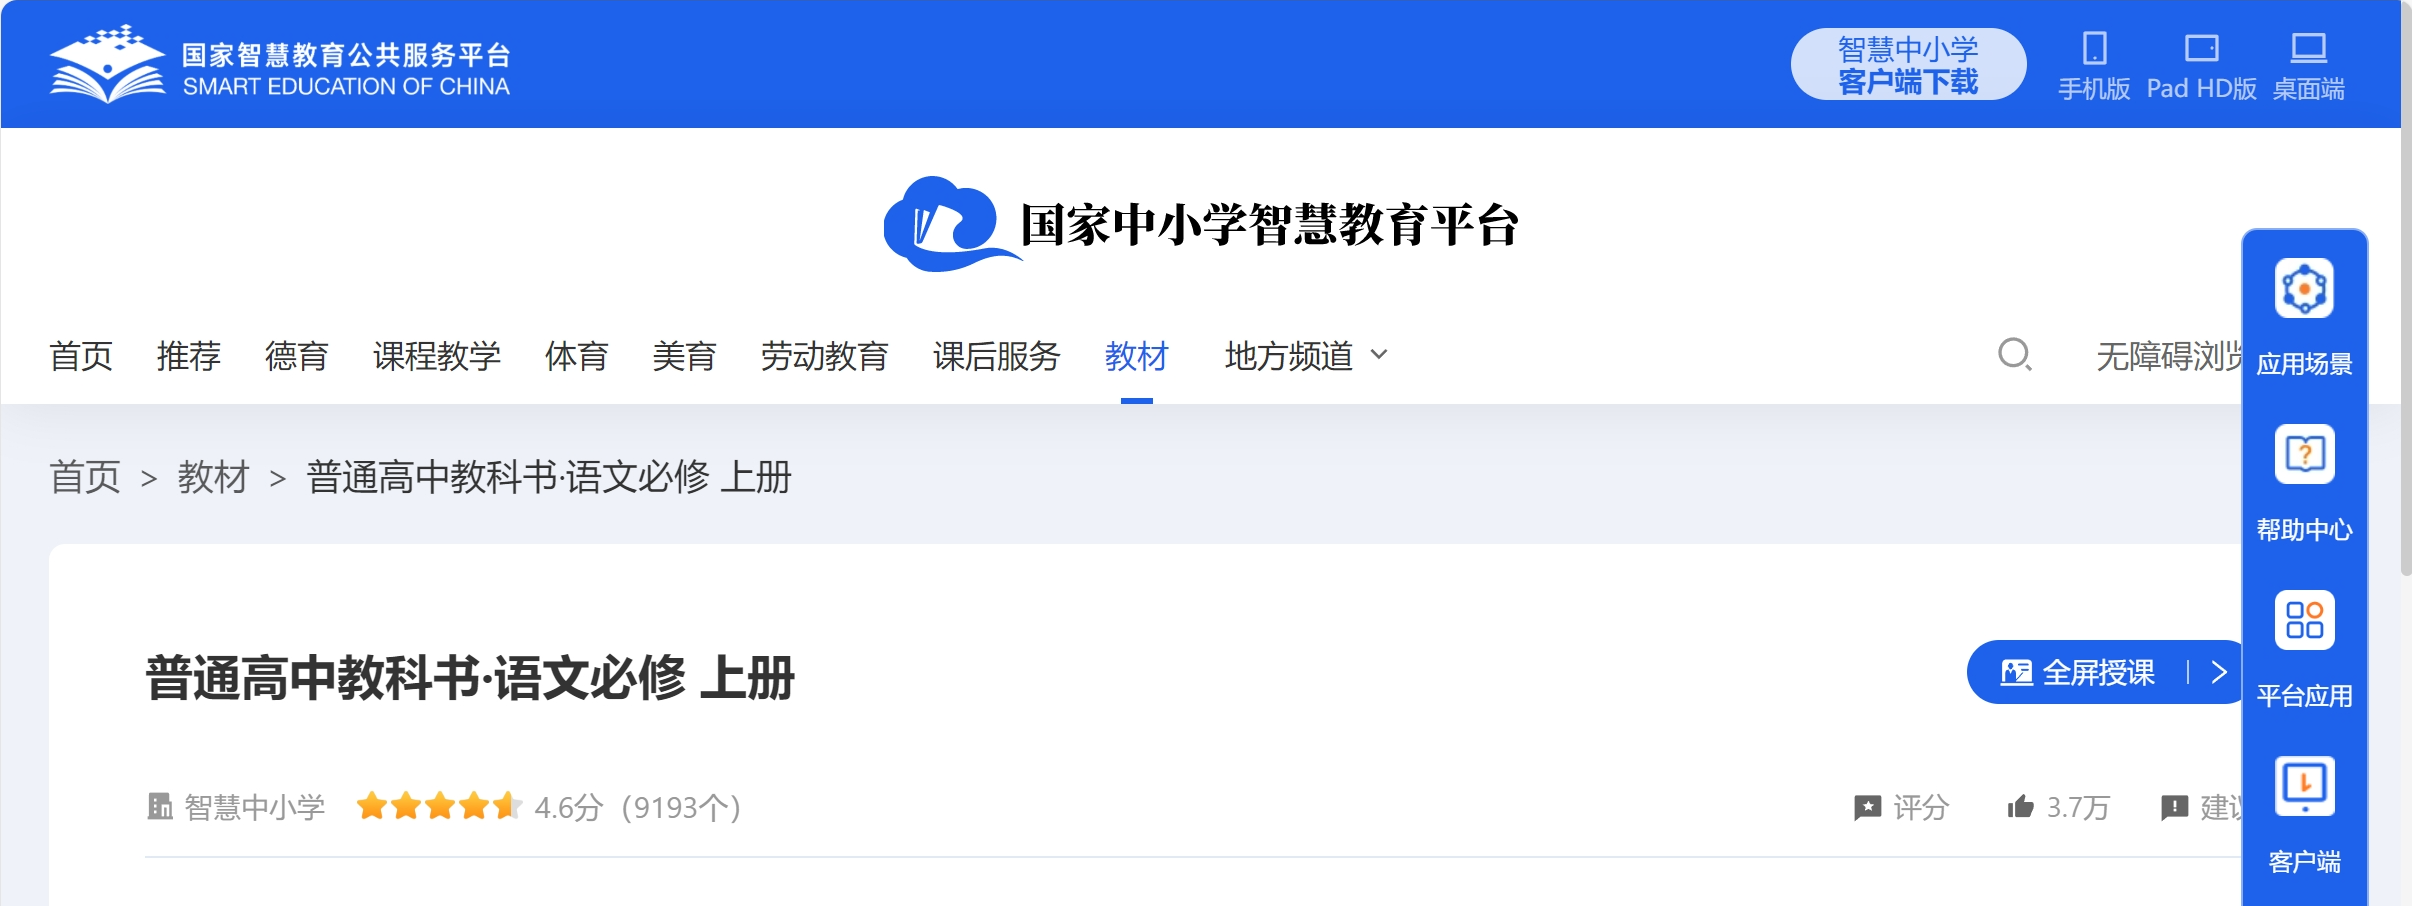 国家智慧教育公共服务平台
SMART EDUCATION OF CHINA
智慧中小学
客户端下载
手机版 Pad HD版 桌面端
国家中小学智慧教育平台
首页 推荐 德育 课程教学 体育 美育 劳动教育 课后服务 教材 地方频道
无障碍浏览
首页 > 教材 > 普通高中教科书·语文必修 上册
普通高中教科书·语文必修 上册
全屏授课
智慧中小学 4.6分（9193个） 评分 3.7万 建议
应用场景
帮助中心
平台应用
客户端